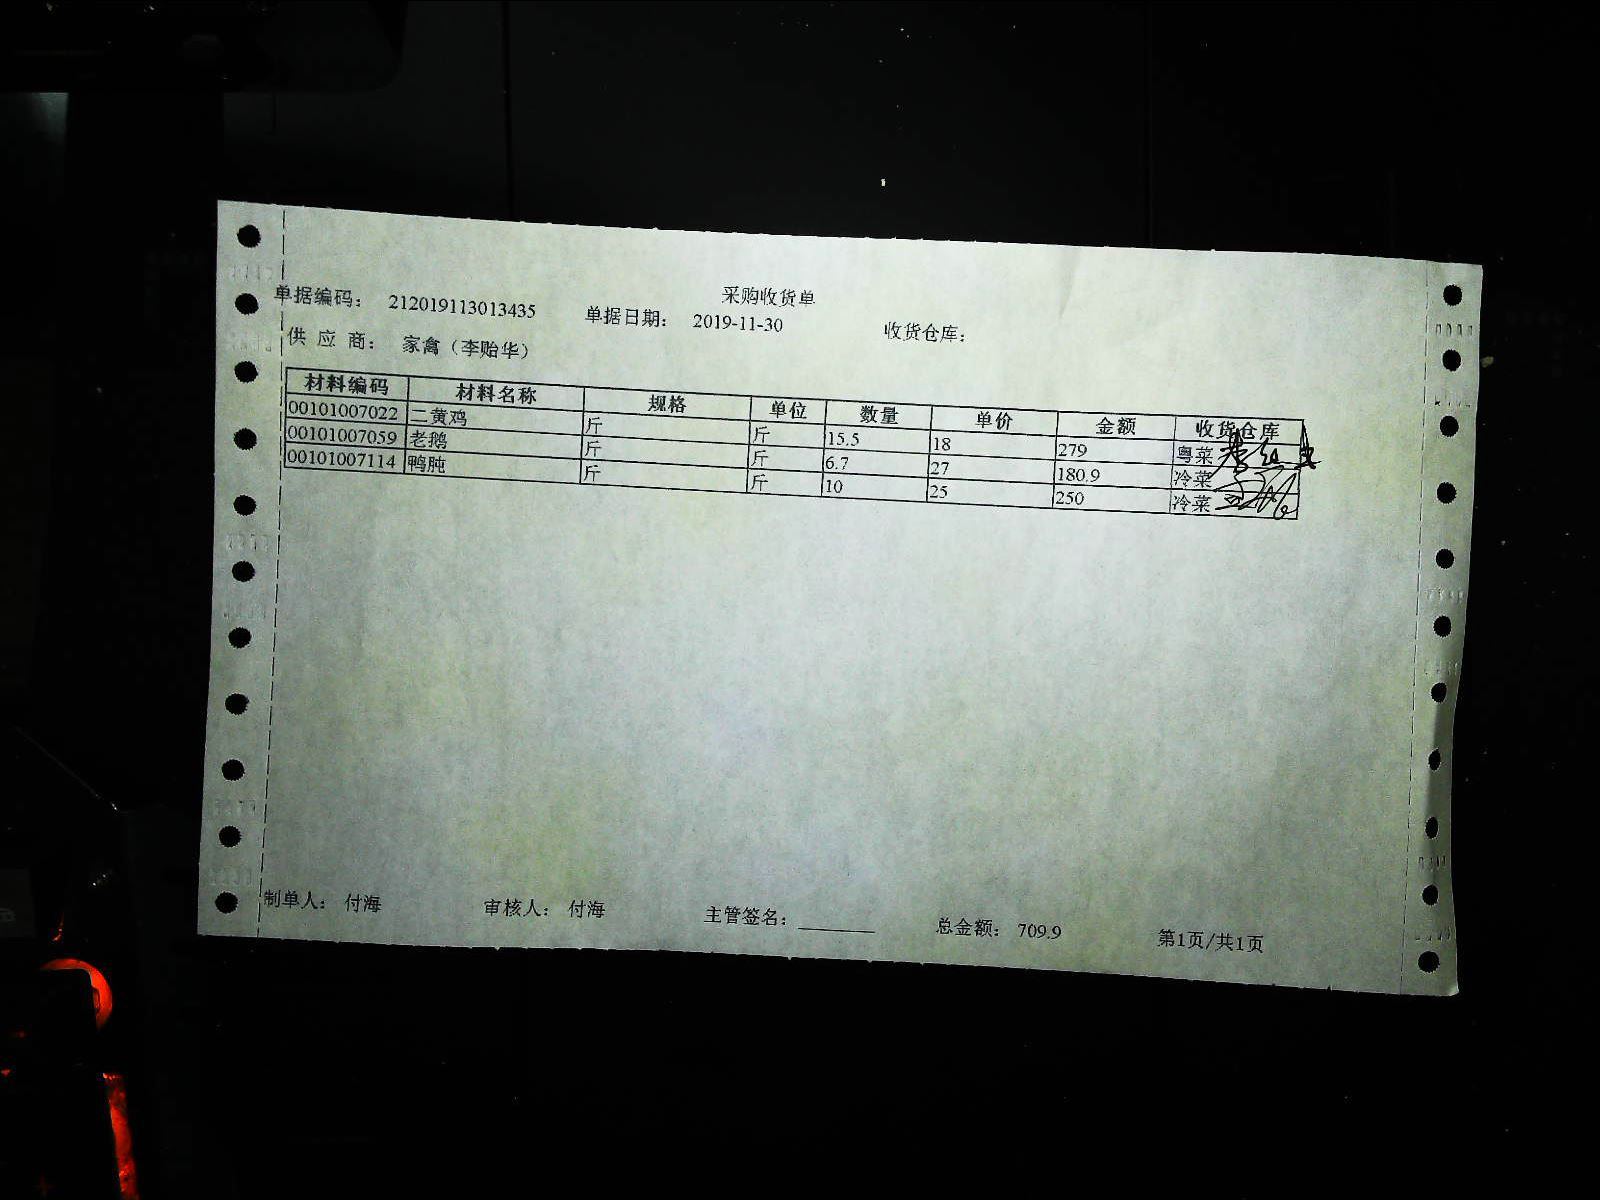 采购收货单
单据编码: 212019113013435 单据日期: 2019-11-30 收货仓库:
供 应 商: 家禽（李贻华）
材料编码 材料名称 规格 单位 数量 单价 金额 收货仓库
00101007022 二黄鸡 斤 斤 15.5 18 279 粤菜
00101007059 老鹅 斤 斤 6.7 27 180.9 冷菜
00101007114 鸭肫 斤 斤 10 25 250 冷菜
制单人: 付海 审核人: 付海 主管签名: 总金额: 709.9 第1页/共1页